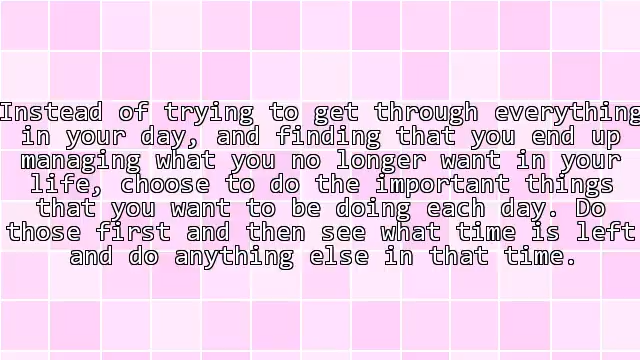 Instead of trying to get through everything
in your day, and finding that you end up
managing what you no longer want in your
life, choose to do the important things
that you want to be doing each day. Do
those first and then see what time is left
and do anything else in that time.